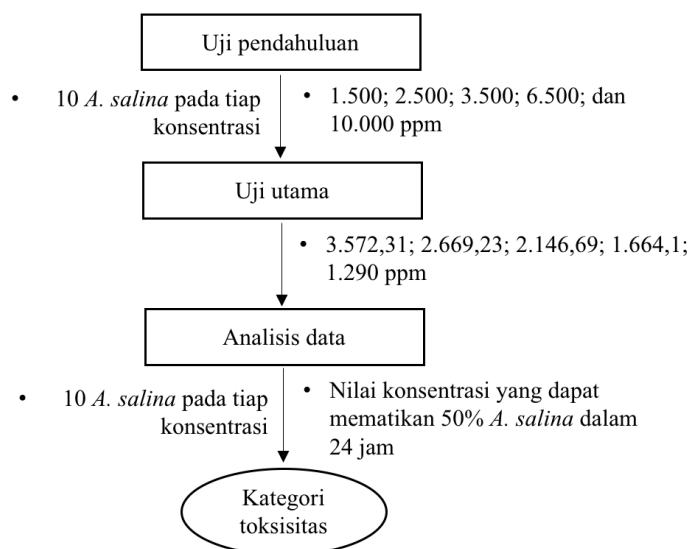 Uji pendahuluan
• 10 A. salina pada tiap
konsentrasi
• 1.500; 2.500; 3.500; 6.500; dan
10.000 ppm
Uji utama
• 3.572,31; 2.669,23; 2.146,69; 1.664,1;
1.290 ppm
Analisis data
• 10 A. salina pada tiap
konsentrasi
• Nilai konsentrasi yang dapat
mematikan 50% A. salina dalam
24 jam
Kategori
toksisitas